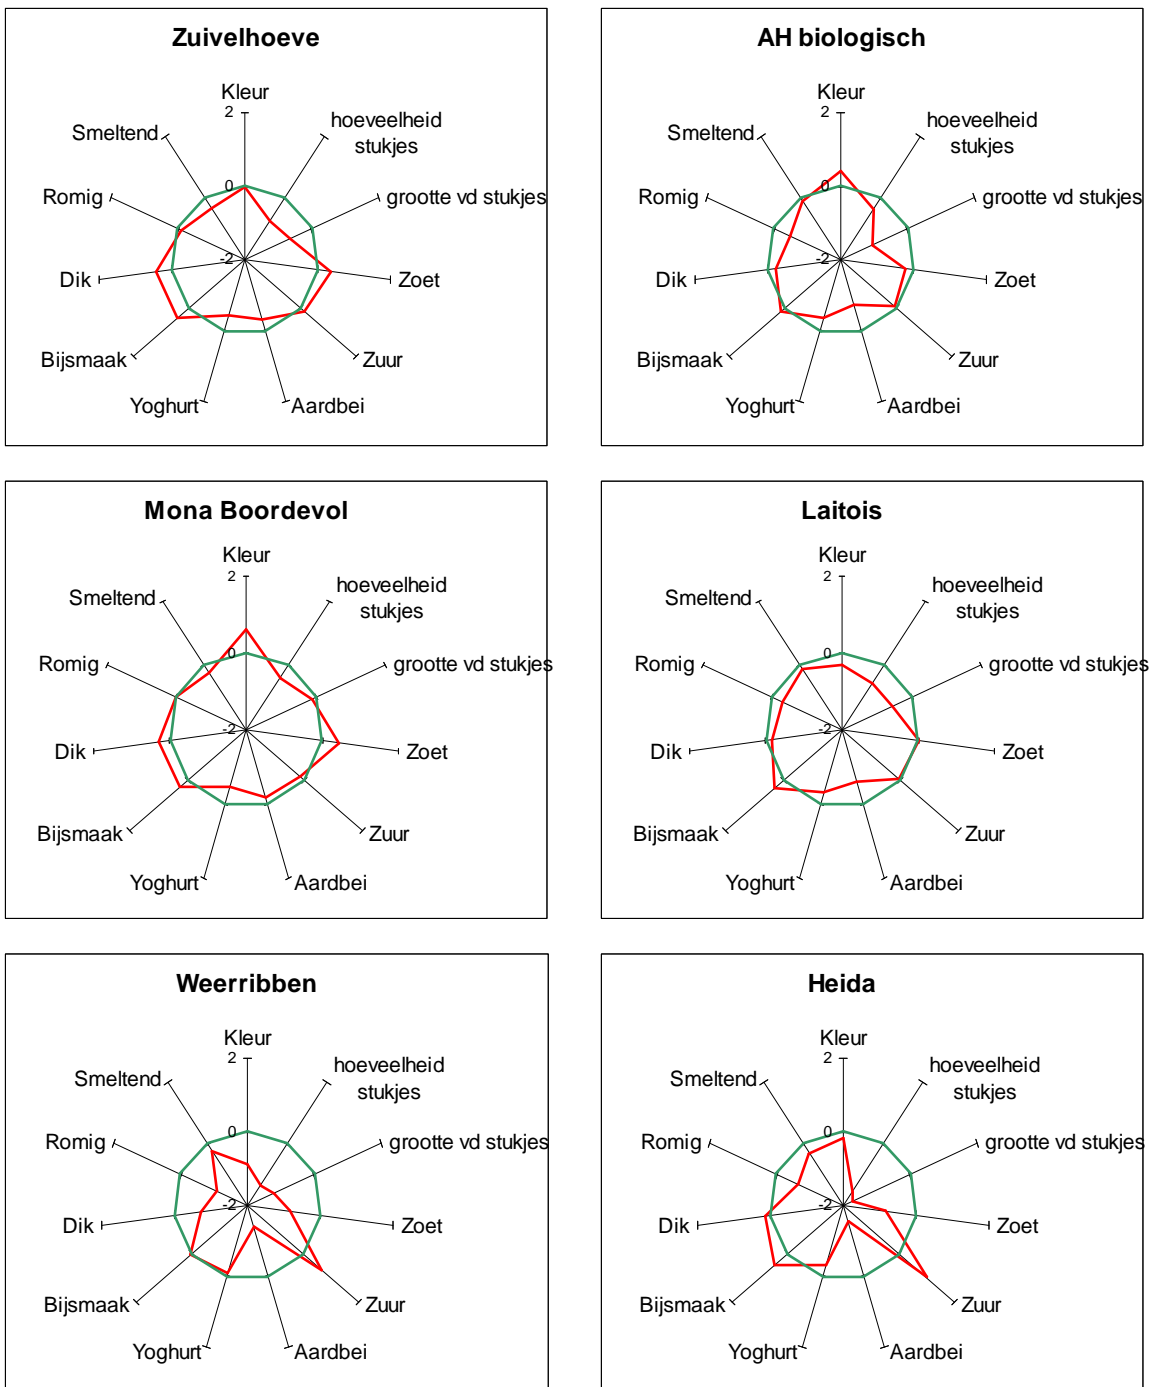 Zuivelhoeve
Kleur
2
hoeveelheid
stukjes
Smeltend
0
Romig
grootte vd stukjes
-2
Dik
Zoet
Bijsmaak
Zuur
Yoghurt
Aardbei
AH biologisch
Kleur
2
hoeveelheid
stukjes
Smeltend
0
Romig
grootte vd stukjes
-2
Dik
Zoet
Bijsmaak
Zuur
Yoghurt
Aardbei
Mona Boordevol
Kleur
2
hoeveelheid
stukjes
Smeltend
0
Romig
grootte vd stukjes
-2
Dik
Zoet
Bijsmaak
Zuur
Yoghurt
Aardbei
Laitois
Kleur
2
hoeveelheid
stukjes
Smeltend
0
Romig
grootte vd stukjes
-2
Dik
Zoet
Bijsmaak
Zuur
Yoghurt
Aardbei
Weerribben
Kleur
2
hoeveelheid
stukjes
Smeltend
0
Romig
grootte vd stukjes
-2
Dik
Zoet
Bijsmaak
Zuur
Yoghurt
Aardbei
Heida
Kleur
2
hoeveelheid
stukjes
Smeltend
0
Romig
grootte vd stukjes
-2
Dik
Zoet
Bijsmaak
Zuur
Yoghurt
Aardbei